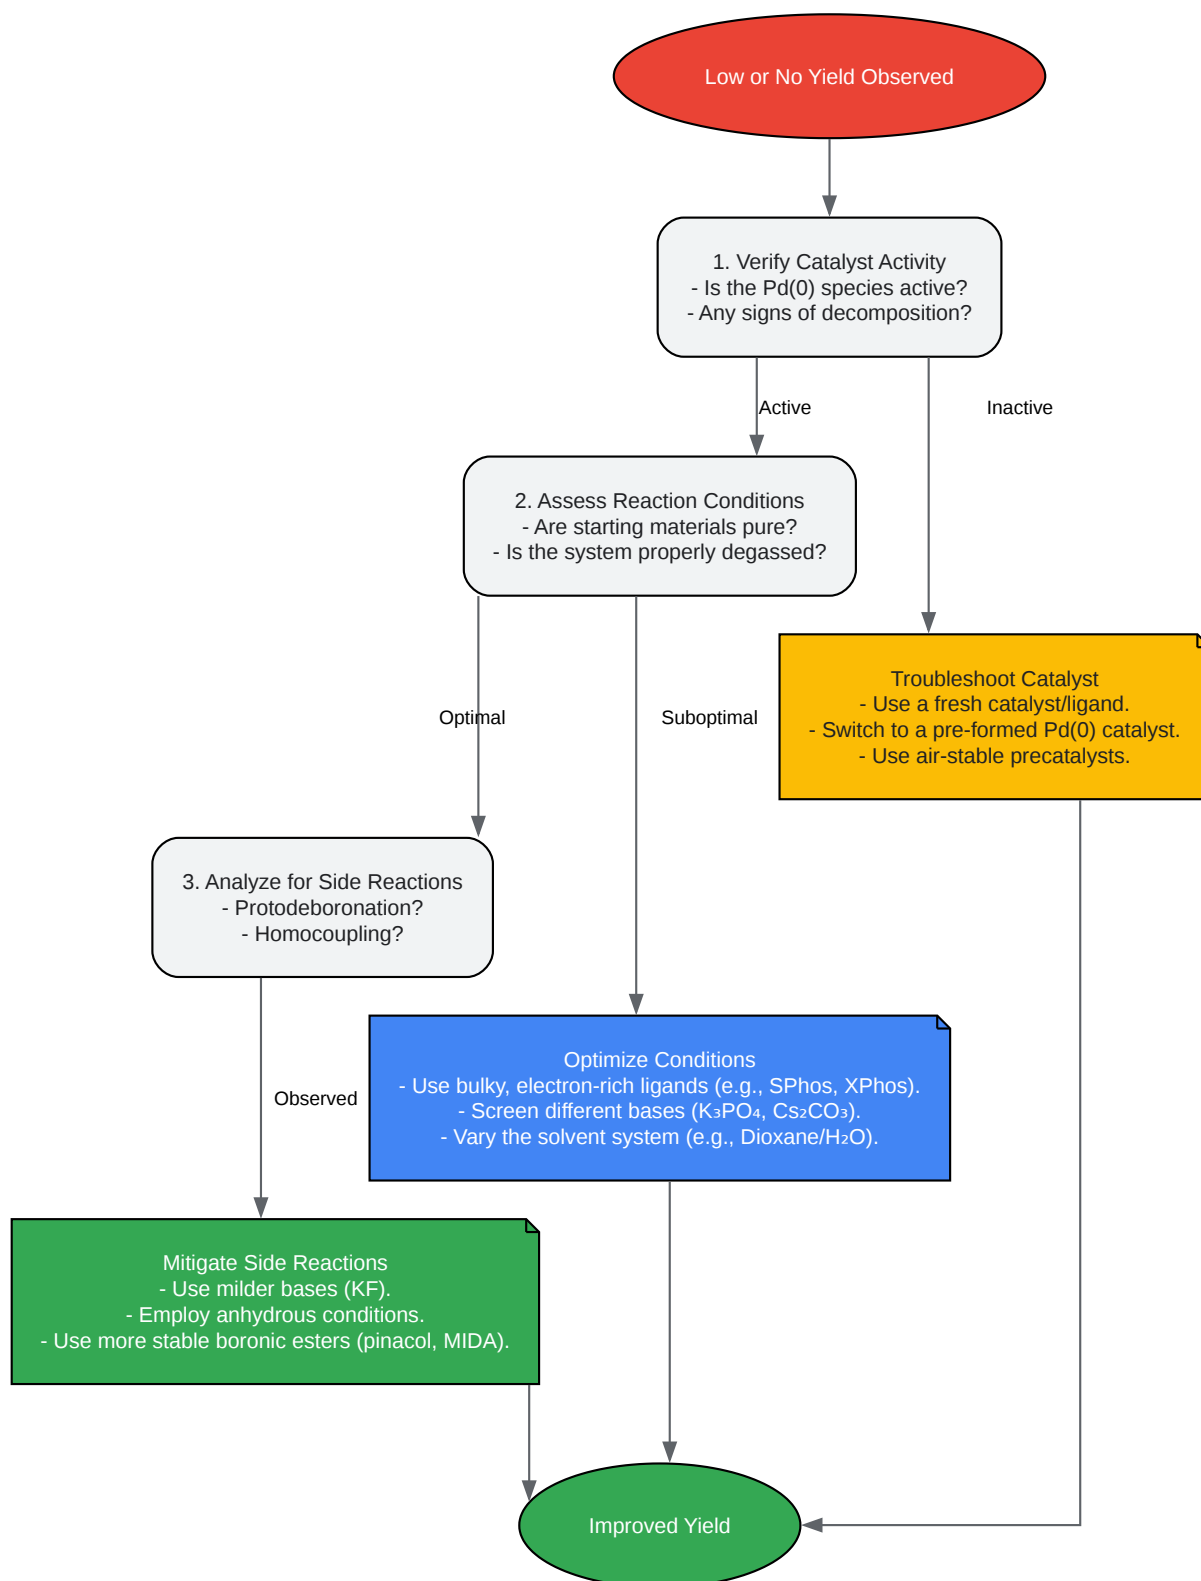 Low or No Yield Observed
1. Verify Catalyst Activity
- Is the Pd(0) species active?
- Any signs of decomposition?
Active
Inactive
2. Assess Reaction Conditions
- Are starting materials pure?
- Is the system properly degassed?
Optimal
Suboptimal
Troubleshoot Catalyst
- Use a fresh catalyst/ligand.
- Switch to a pre-formed Pd(0) catalyst.
- Use air-stable precatalysts.
3. Analyze for Side Reactions
- Protodeboronation?
- Homocoupling?
Observed
Optimize Conditions
- Use bulky, electron-rich ligands (e.g., SPhos, XPhos).
- Screen different bases (K₃PO₄, Cs₂CO₃).
- Vary the solvent system (e.g., Dioxane/H₂O).
Mitigate Side Reactions
- Use milder bases (KF).
- Employ anhydrous conditions.
- Use more stable boronic esters (pinacol, MIDA).
Improved Yield